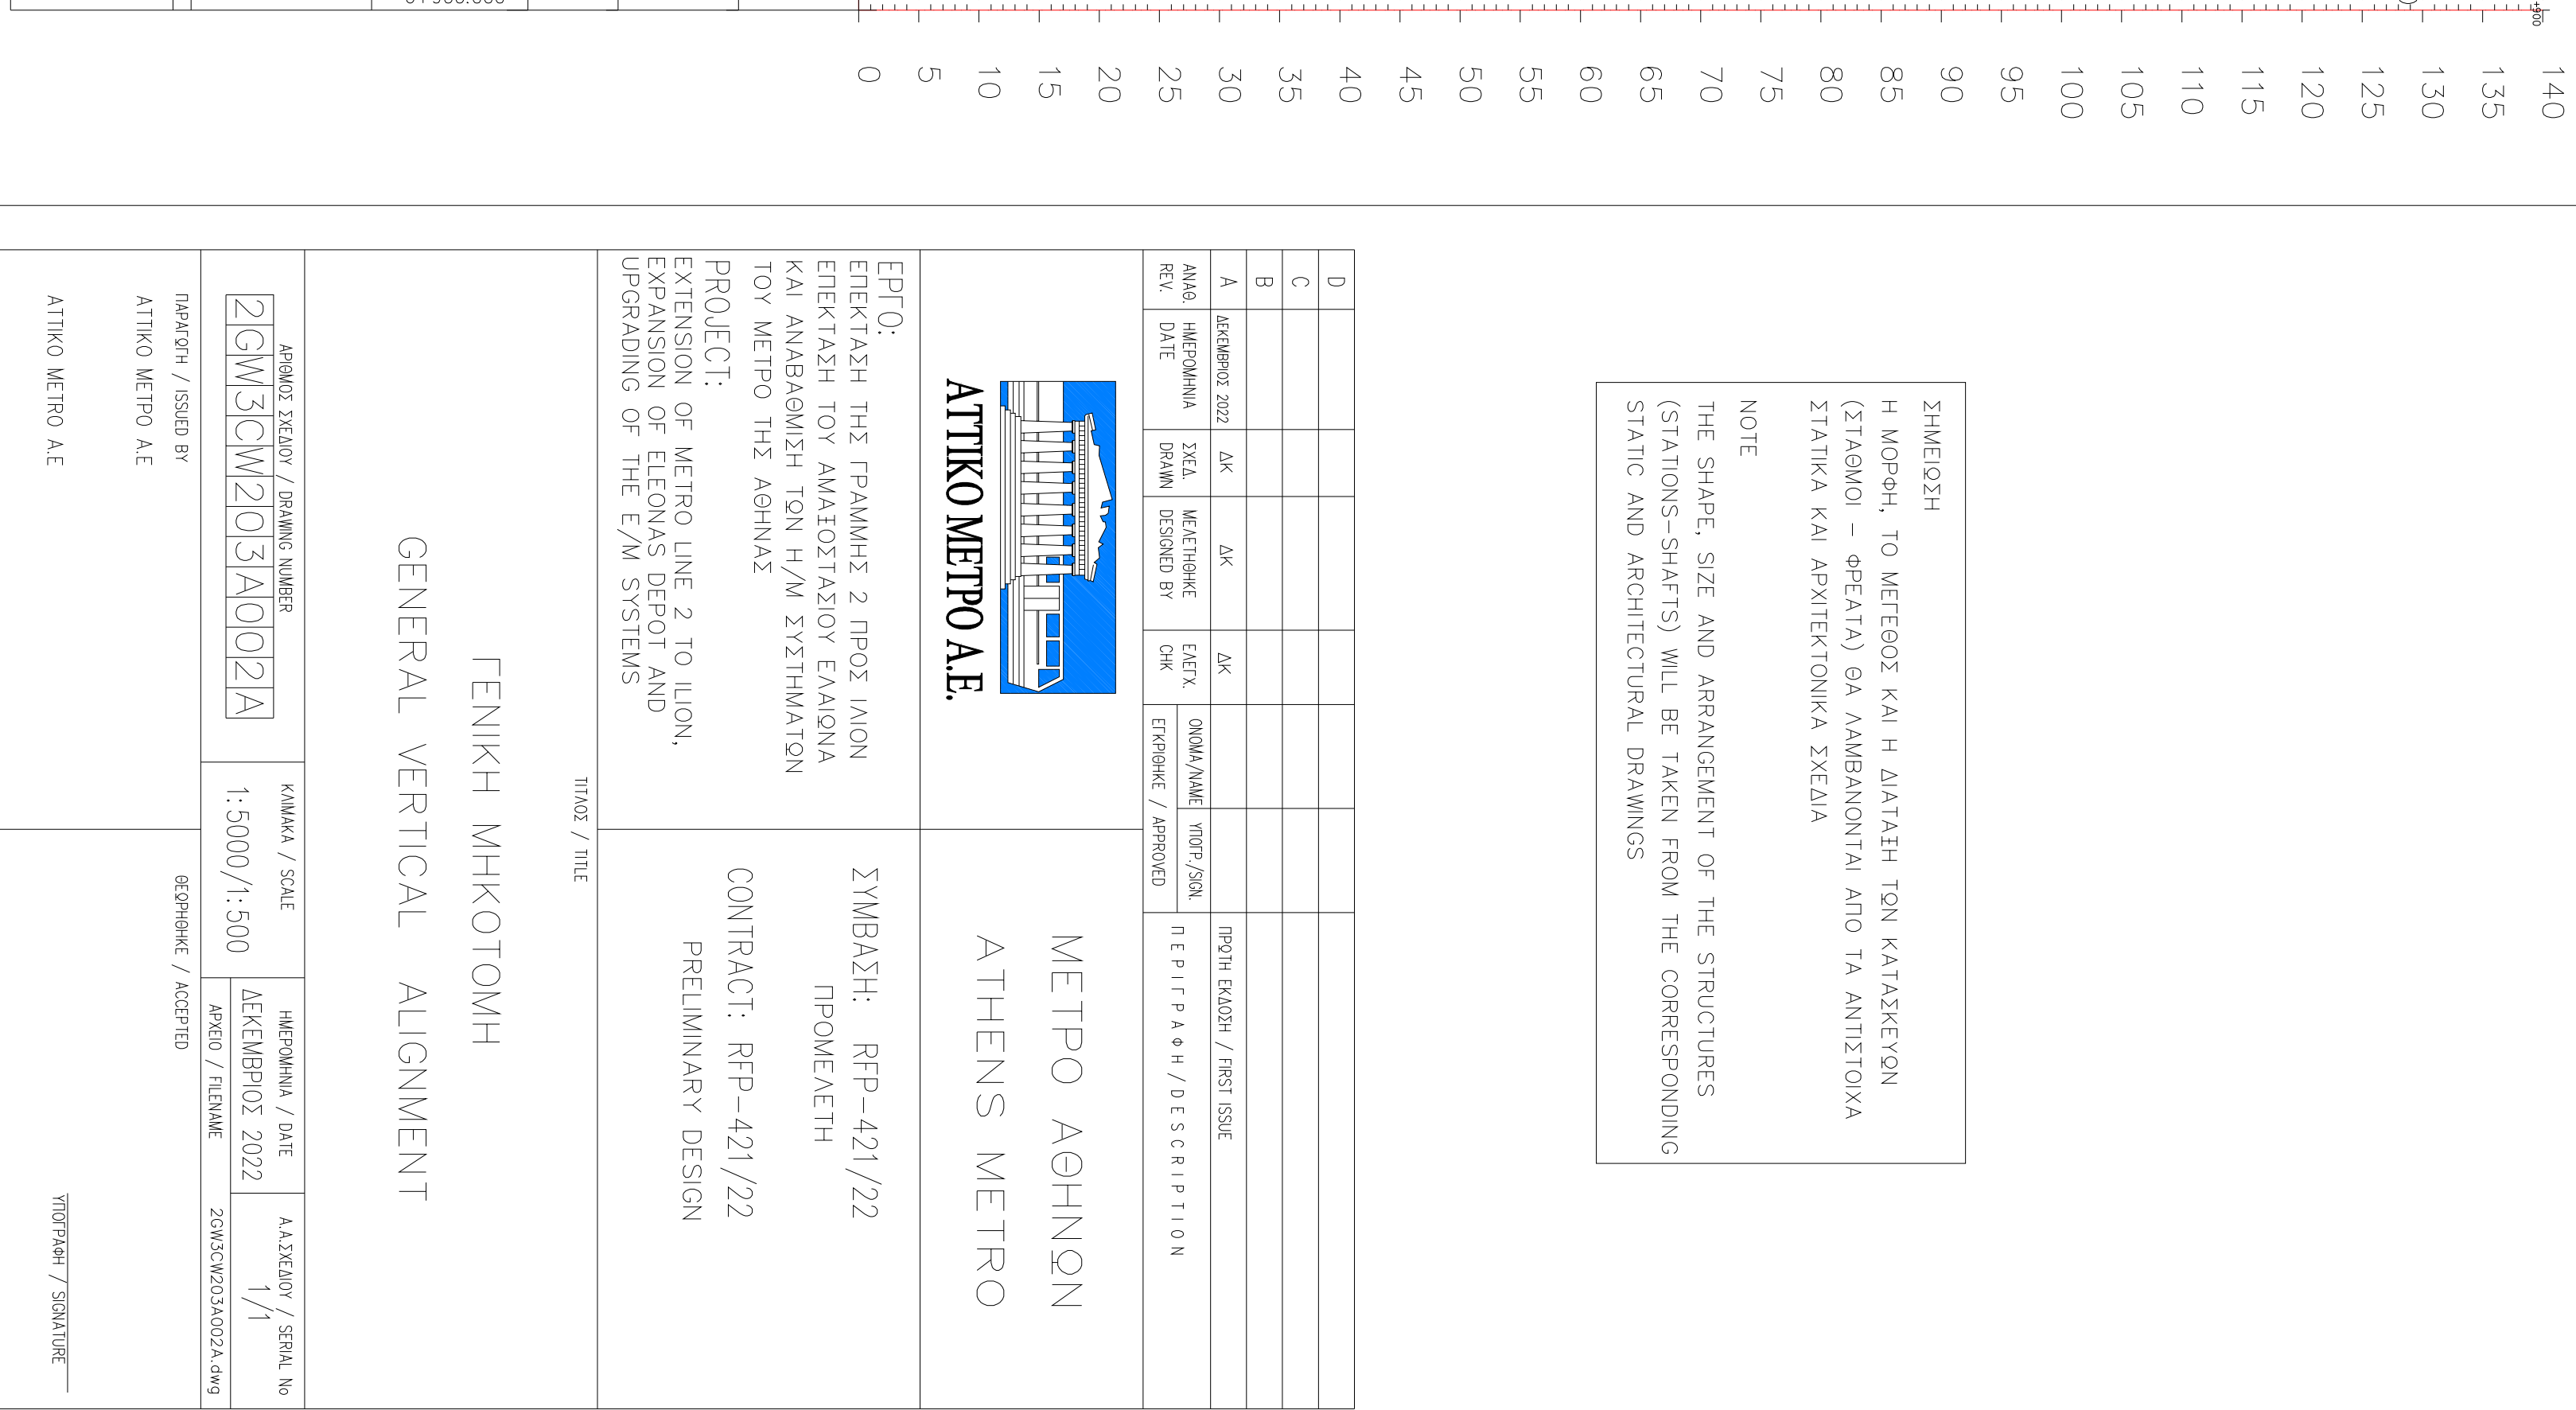 140
135
130
125
120
115
110
105
100
95
90
85
80
75
70
65
60
55
50
45
40
35
30
25
20
15
10
5
0
+900
ΣΗΜΕΙΩΣΗ
Η ΜΟΡΦΗ, ΤΟ ΜΕΓΕΘΟΣ ΚΑΙ Η ΔΙΑΤΑΞΗ ΤΩΝ ΚΑΤΑΣΚΕΥΩΝ
(ΣΤΑΘΜΟΙ - ΦΡΕΑΤΑ) ΘΑ ΛΑΜΒΑΝΟΝΤΑΙ ΑΠΟ ΤΑ ΑΝΤΙΣΤΟΙΧΑ
ΣΤΑΤΙΚΑ ΚΑΙ ΑΡΧΙΤΕΚΤΟΝΙΚΑ ΣΧΕΔΙΑ
NOTE
THE SHAPE, SIZE AND ARRANGEMENT OF THE STRUCTURES
(STATIONS-SHAFTS) WILL BE TAKEN FROM THE CORRESPONDING
STATIC AND ARCHITECTURAL DRAWINGS
D
C
B
A ΔΕΚΕΜΒΡΙΟΣ 2022 ΔΚ ΔΚ ΔΚ ΠΡΩΤΗ ΕΚΔΟΣΗ / FIRST ISSUE
ΑΝΑΘ. ΗΜΕΡΟΜΗΝΙΑ ΣΧΕΔ. ΜΕΛΕΤΗΘΗΚΕ ΕΛΕΓΧ. ΟΝΟΜΑ/NAME ΥΠΟΓΡ./SIGN.
REV. DATE DRAWN DESIGNED BY CHK ΕΓΚΡΙΘΗΚΕ / APPROVED ΠΕΡΙΓΡΑΦΗ/DESCRIPTION
ΑΤΤΙΚΟ ΜΕΤΡΟ Α.Ε.
ΜΕΤΡΟ ΑΘΗΝΩΝ
ATHENS METRO
ΕΡΓΟ:
ΕΠΕΚΤΑΣΗ ΤΗΣ ΓΡΑΜΜΗΣ 2 ΠΡΟΣ ΙΛΙΟΝ
ΕΠΕΚΤΑΣΗ ΤΟΥ ΑΜΑΞΟΣΤΑΣΙΟΥ ΕΛΑΙΩΝΑ
ΚΑΙ ΑΝΑΒΑΘΜΙΣΗ ΤΩΝ Η/Μ ΣΥΣΤΗΜΑΤΩΝ
ΤΟΥ ΜΕΤΡΟ ΤΗΣ ΑΘΗΝΑΣ
PROJECT:
EXTENSION OF METRO LINE 2 TO ILION,
EXPANSION OF ELEONAS DEPOT AND
UPGRADING OF THE E/M SYSTEMS
ΣΥΜΒΑΣΗ: RFP-421/22
ΠΡΟΜΕΛΕΤΗ
CONTRACT: RFP-421/22
PRELIMINARY DESIGN
ΤΙΤΛΟΣ / TITLE
ΓΕΝΙΚΗ ΜΗΚΟΤΟΜΗ
GENERAL VERTICAL ALIGNMENT
ΑΡΙΘΜΟΣ ΣΧΕΔΙΟΥ / DRAWING NUMBER
2GW3CW203A002A
ΚΛΙΜΑΚΑ / SCALE
1:5000/1:500
ΗΜΕΡΟΜΗΝΙΑ / DATE
ΔΕΚΕΜΒΡΙΟΣ 2022
Α.Α.ΣΧΕΔΙΟΥ / SERIAL No
1/1
ΑΡΧΕΙΟ / FILENAME 2GW3CW203A002A.dwg
ΠΑΡΑΓΩΓΗ / ISSUED BY
ΑΤΤΙΚΟ ΜΕΤΡΟ Α.Ε
ATTIKO METRO A.E
ΘΕΩΡΗΘΗΚΕ / ACCEPTED
ΥΠΟΓΡΑΦΗ / SIGNATURE